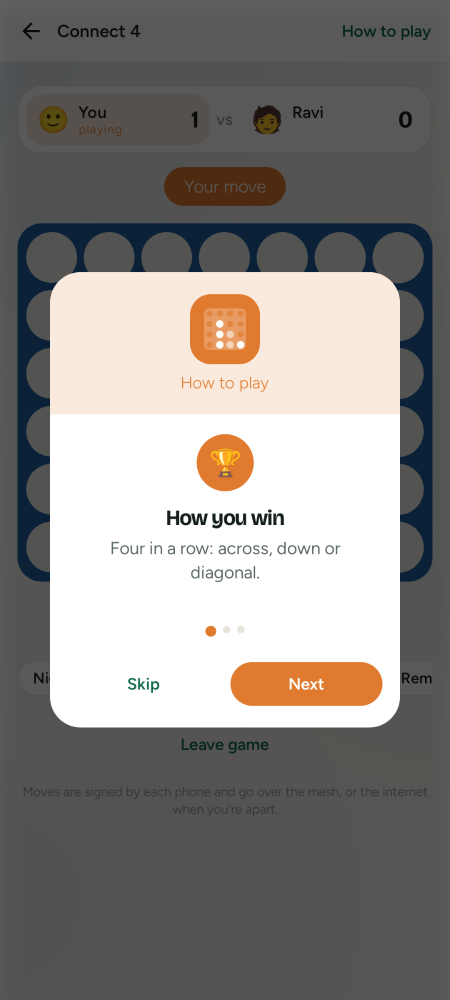 Connect 4
How to play
You
playing
1
vs
Ravi
0
Your move
How to play
How you win
Four in a row: across, down or
diagonal.
Skip
Next
Leave game
Moves are signed by each phone and go over the mesh, or the internet
when you're apart.